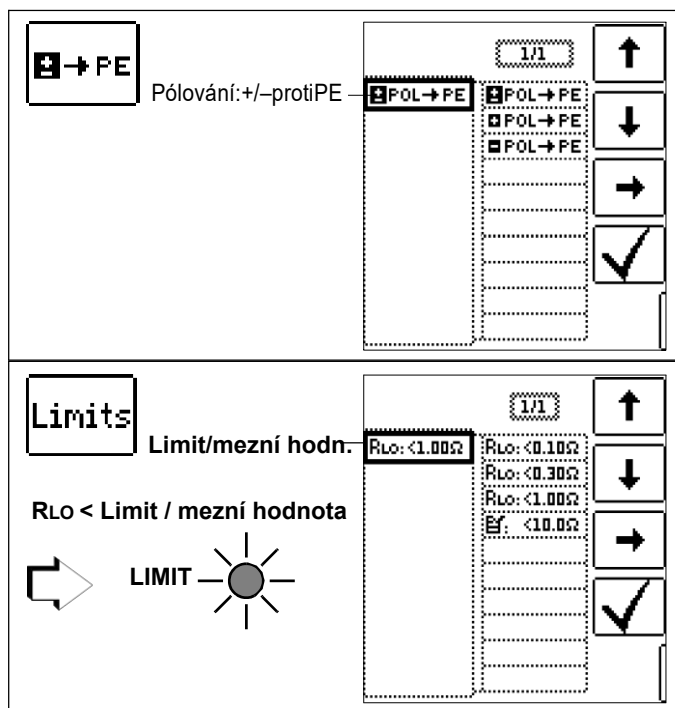 ± → PE
Pólování:+/–protiPE
1/1
±POL→PE
±POL→PE
+POL→PE
-POL→PE
Limits
Limit/mezní hodn.
RLO < Limit / mezní hodnota
LIMIT
1/1
RLO: <1.00Ω
RLO: <0.10Ω
RLO: <0.30Ω
RLO: <1.00Ω
: <10.0Ω